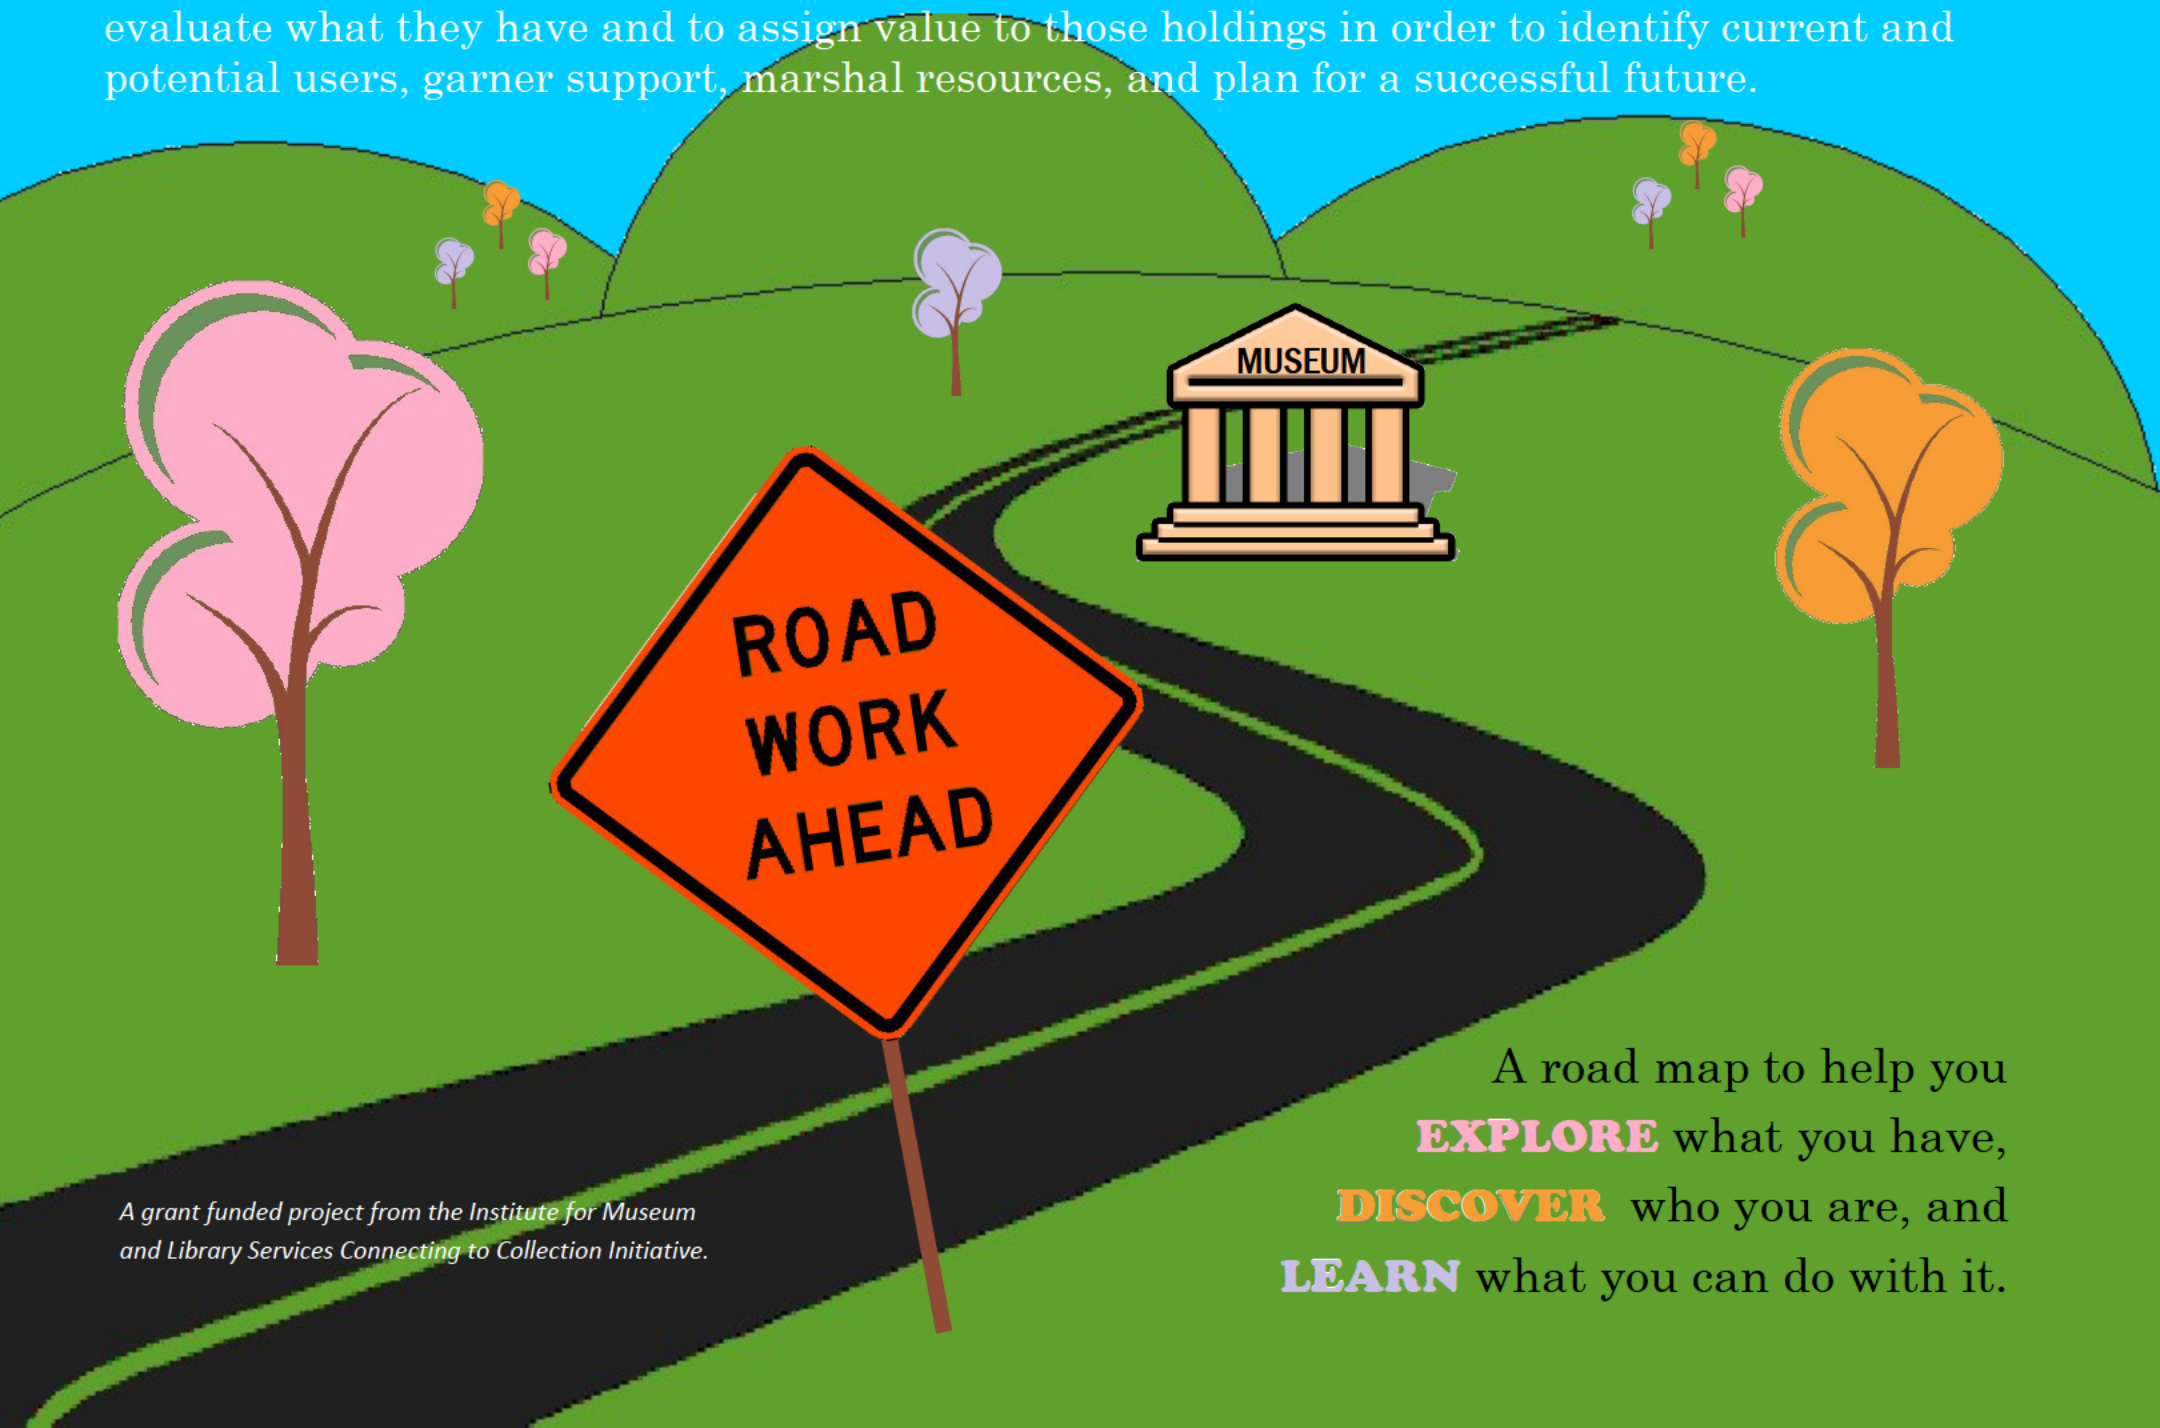 evaluate what they have and to assign value to those holdings in order to identify current and
potential users, garner support, marshal resources, and plan for a successful future.
MUSEUM
ROAD
WORK
AHEAD
A road map to help you
EXPLORE what you have,
DISCOVER who you are, and
LEARN what you can do with it.
A grant funded project from the Institute for Museum
and Library Services Connecting to Collection Initiative.